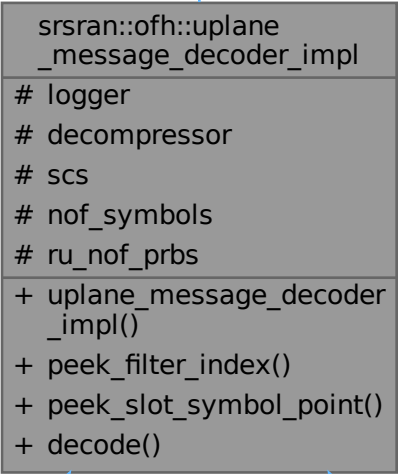 srsran::ofh::uplane
_message_decoder_impl
# logger
# decompressor
# scs
# nof_symbols
# ru_nof_prbs
+ uplane_message_decoder
_impl()
+ peek_filter_index()
+ peek_slot_symbol_point()
+ decode()